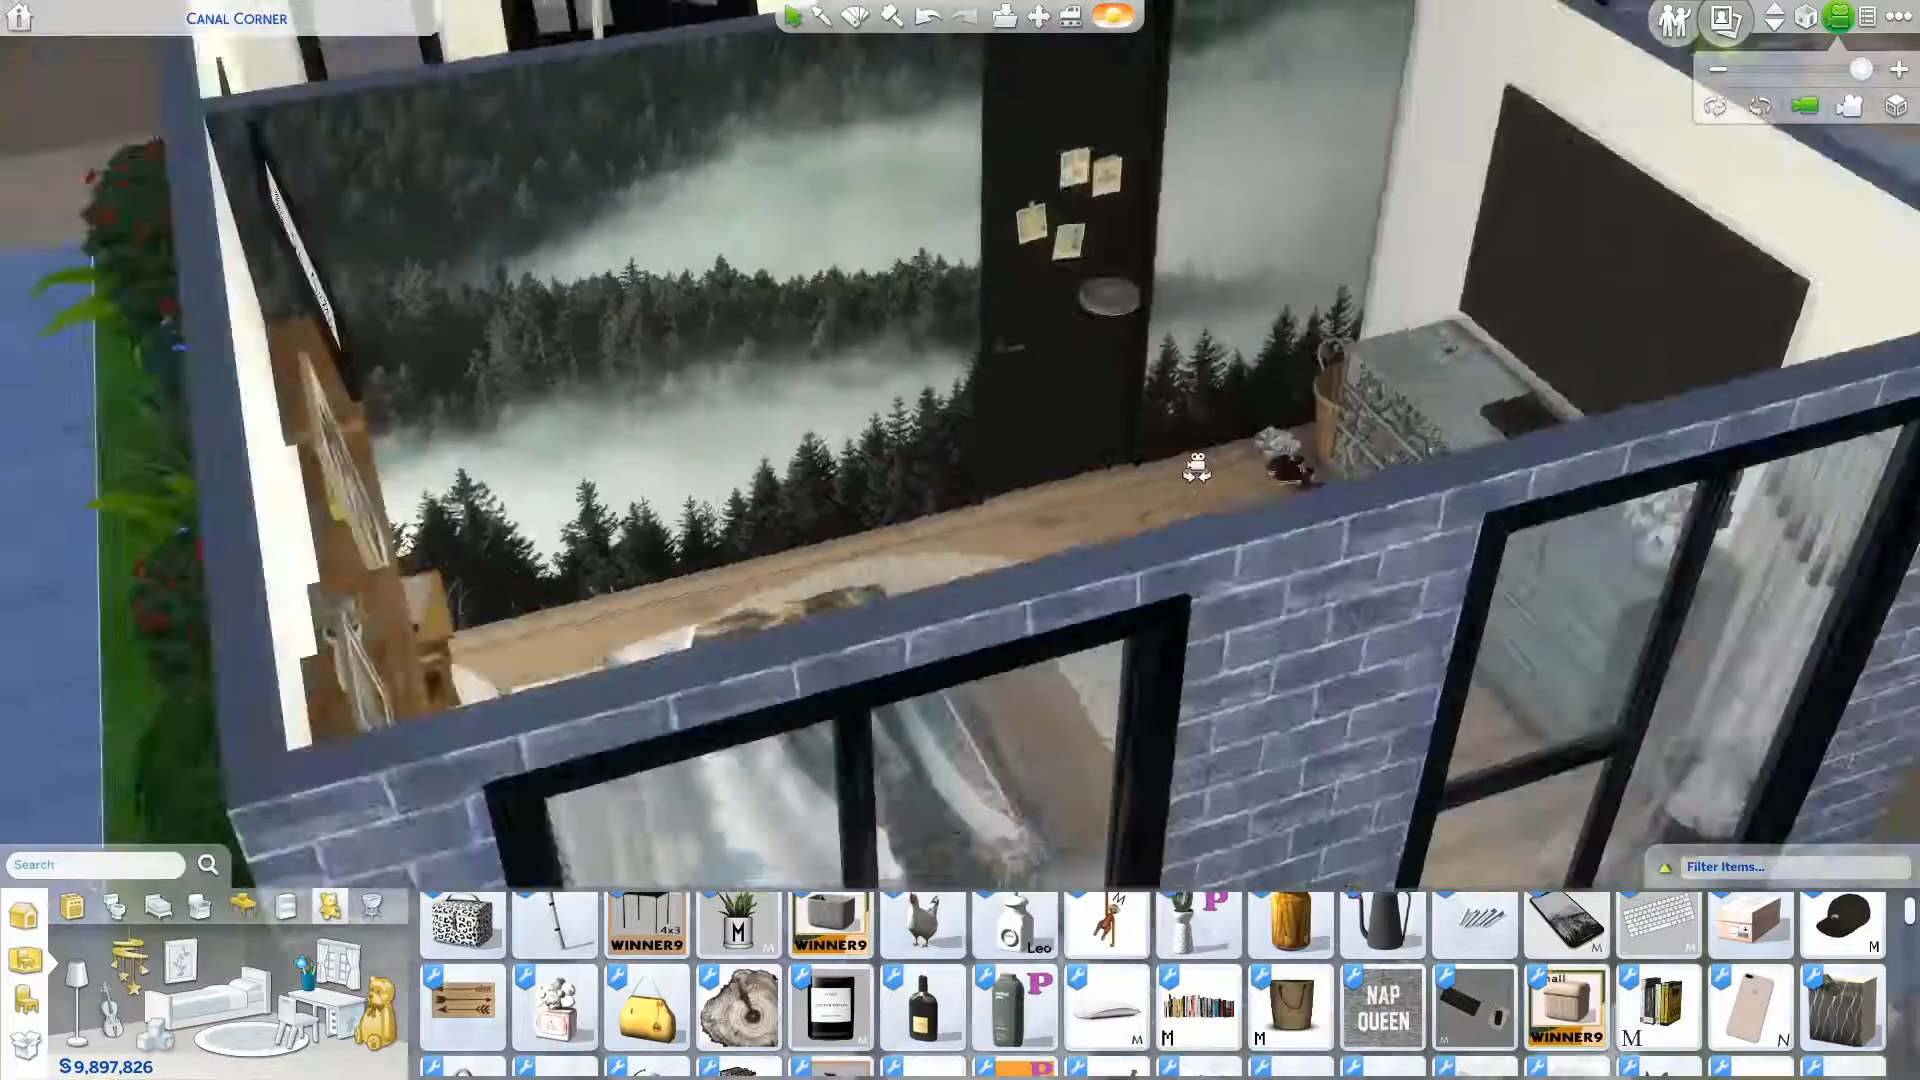 CANAL CORNER
Search
Filter Items...
M
P
4x3
WINNER9
M
M
WINNER9
Leo
M
M
M
P
NAP
QUEEN
WINNER9
M
M
M
M
M
M
N
P
§9,897,826